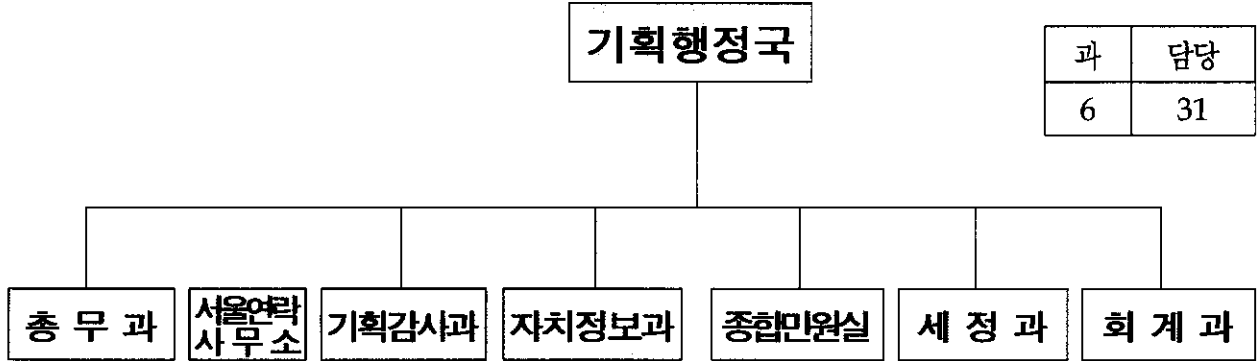 기획행정국
과 담당
6 31
총 무 과
서울연락
사 무 소
기획감사과
자치정보과
종합민원실
세 정 과
회 계 과